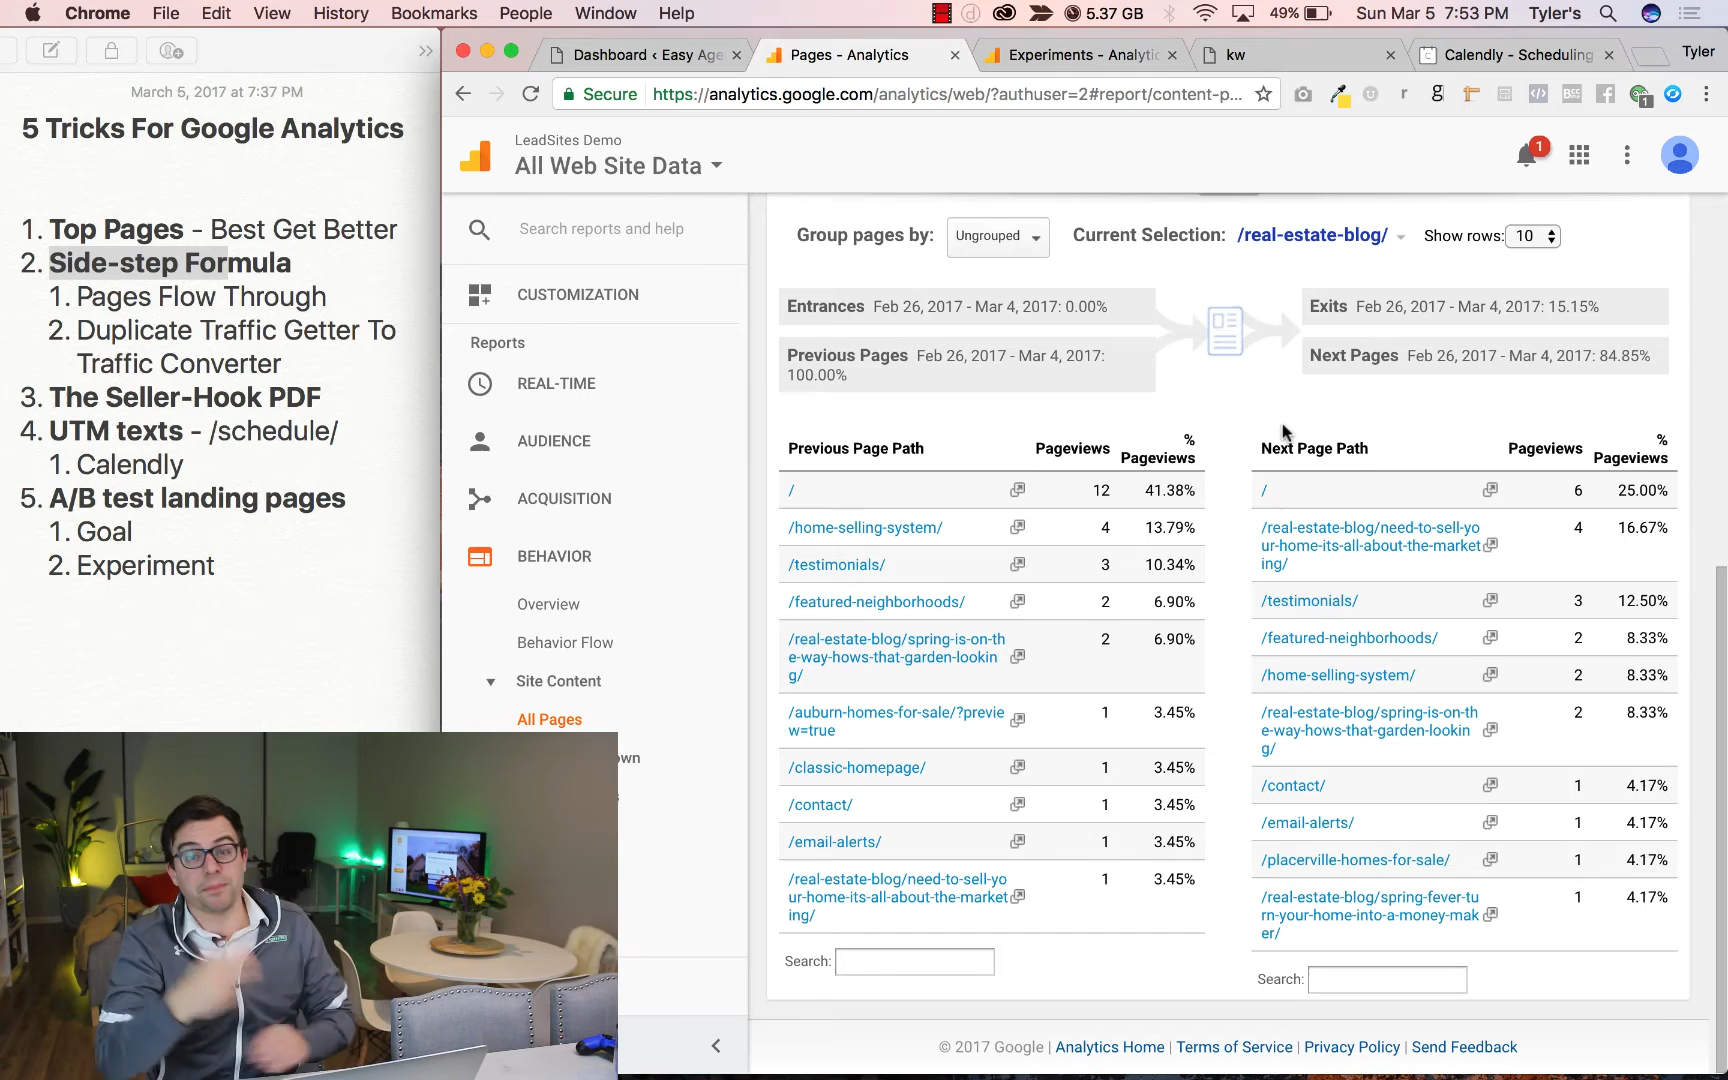 Chrome File Edit View History Bookmarks People Window Help 5.37 GB 49% Sun Mar 5 7:53 PM Tyler's
March 5, 2017 at 7:37 PM
5 Tricks For Google Analytics
1. Top Pages - Best Get Better
2. Side-step Formula
1. Pages Flow Through
2. Duplicate Traffic Getter To
Traffic Converter
3. The Seller-Hook PDF
4. UTM texts - /schedule/
1. Calendly
5. A/B test landing pages
1. Goal
2. Experiment
Dashboard ‹ Easy Age Pages - Analytics Experiments - Analytic kw Calendly - Scheduling Tyler
Secure https://analytics.google.com/analytics/web/?authuser=2#report/content-p...
LeadSites Demo
All Web Site Data
1
Search reports and help
CUSTOMIZATION
Reports
REAL-TIME
AUDIENCE
ACQUISITION
BEHAVIOR
Overview
Behavior Flow
Site Content
All Pages
own
Group pages by: Ungrouped Current Selection: /real-estate-blog/ Show rows: 10
Entrances Feb 26, 2017 - Mar 4, 2017: 0.00%
Previous Pages Feb 26, 2017 - Mar 4, 2017:
100.00%
Exits Feb 26, 2017 - Mar 4, 2017: 15.15%
Next Pages Feb 26, 2017 - Mar 4, 2017: 84.85%
Previous Page Path Pageviews % Pageviews
/ 12 41.38%
/home-selling-system/ 4 13.79%
/testimonials/ 3 10.34%
/featured-neighborhoods/ 2 6.90%
/real-estate-blog/spring-is-on-th
e-way-hows-that-garden-lookin 2 6.90%
g/
/auburn-homes-for-sale/?previe 1 3.45%
w=true
/classic-homepage/ 1 3.45%
/contact/ 1 3.45%
/email-alerts/ 1 3.45%
/real-estate-blog/need-to-sell-yo 1 3.45%
ur-home-its-all-about-the-market
ing/
Search:
Next Page Path Pageviews % Pageviews
/ 6 25.00%
/real-estate-blog/need-to-sell-yo 4 16.67%
ur-home-its-all-about-the-market
ing/
/testimonials/ 3 12.50%
/featured-neighborhoods/ 2 8.33%
/home-selling-system/ 2 8.33%
/real-estate-blog/spring-is-on-th 2 8.33%
e-way-hows-that-garden-lookin
g/
/contact/ 1 4.17%
/email-alerts/ 1 4.17%
/placerville-homes-for-sale/ 1 4.17%
/real-estate-blog/spring-fever-tu 1 4.17%
rn-your-home-into-a-money-mak
er/
Search:
© 2017 Google | Analytics Home | Terms of Service | Privacy Policy | Send Feedback